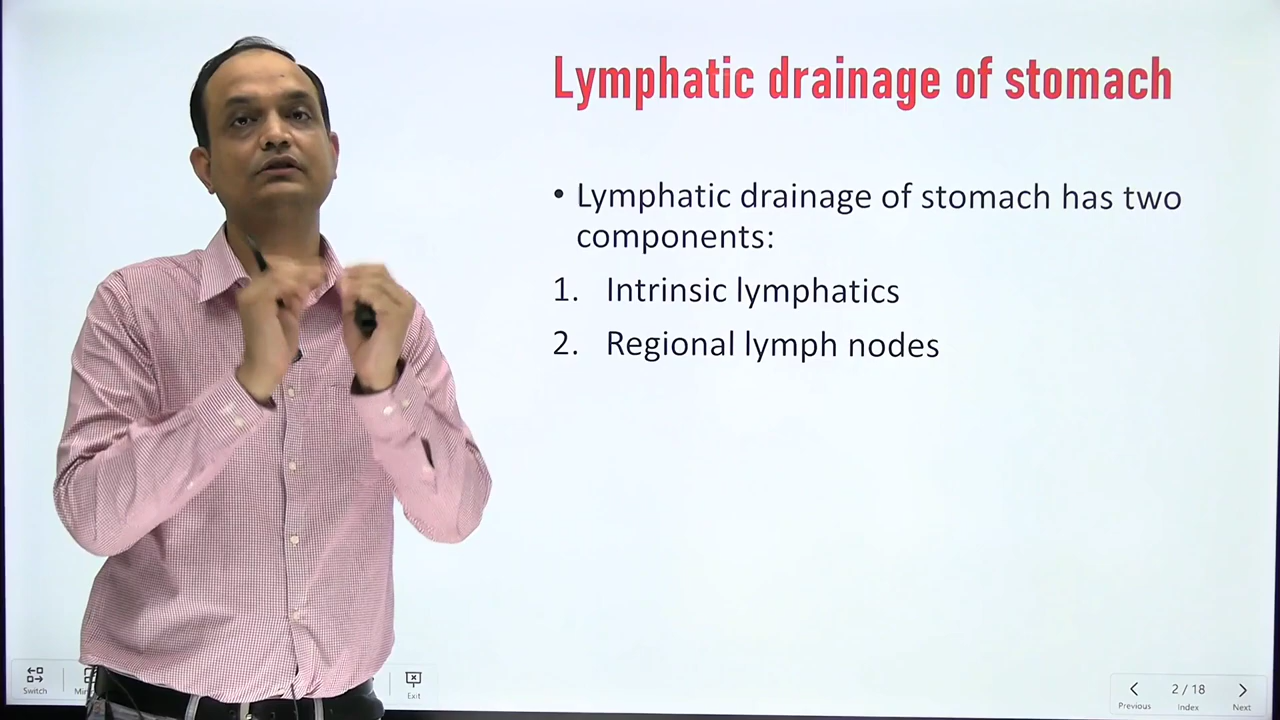 Lymphatic drainage of stomach
• Lymphatic drainage of stomach has two
components:
1. Intrinsic lymphatics
2. Regional lymph nodes
Switch
Exit
Previous
2 / 18
Index
Next